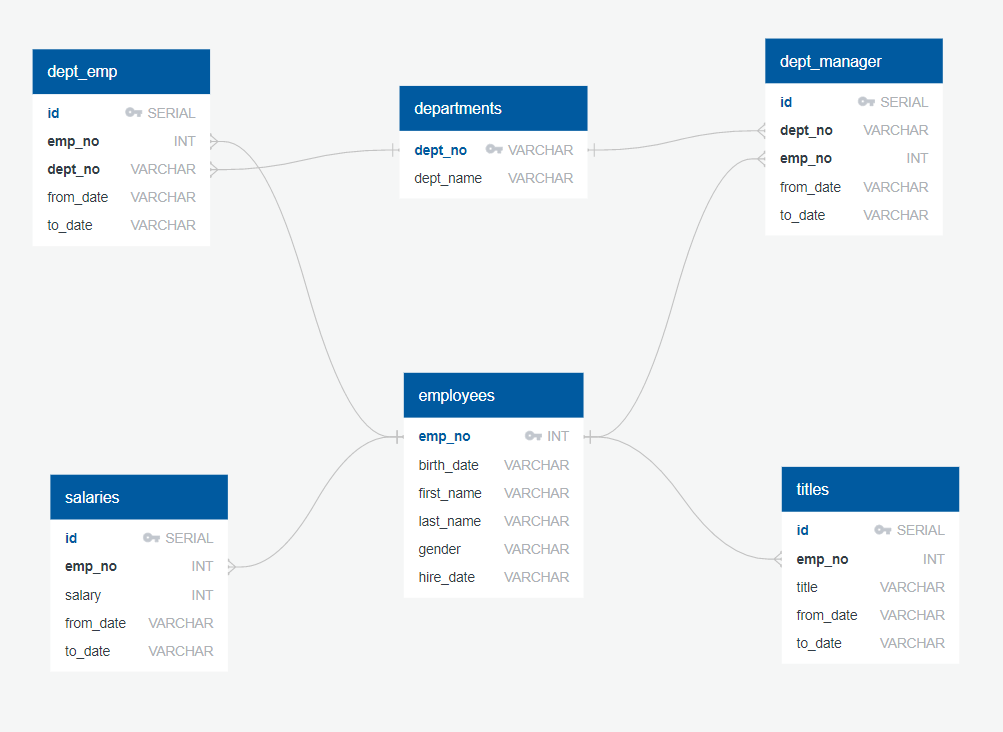 dept_emp
id SERIAL
emp_no INT
dept_no VARCHAR
from_date VARCHAR
to_date VARCHAR
departments
dept_no VARCHAR
dept_name VARCHAR
dept_manager
id SERIAL
dept_no VARCHAR
emp_no INT
from_date VARCHAR
to_date VARCHAR
employees
emp_no INT
birth_date VARCHAR
first_name VARCHAR
last_name VARCHAR
gender VARCHAR
hire_date VARCHAR
salaries
id SERIAL
emp_no INT
salary INT
from_date VARCHAR
to_date VARCHAR
titles
id SERIAL
emp_no INT
title VARCHAR
from_date VARCHAR
to_date VARCHAR